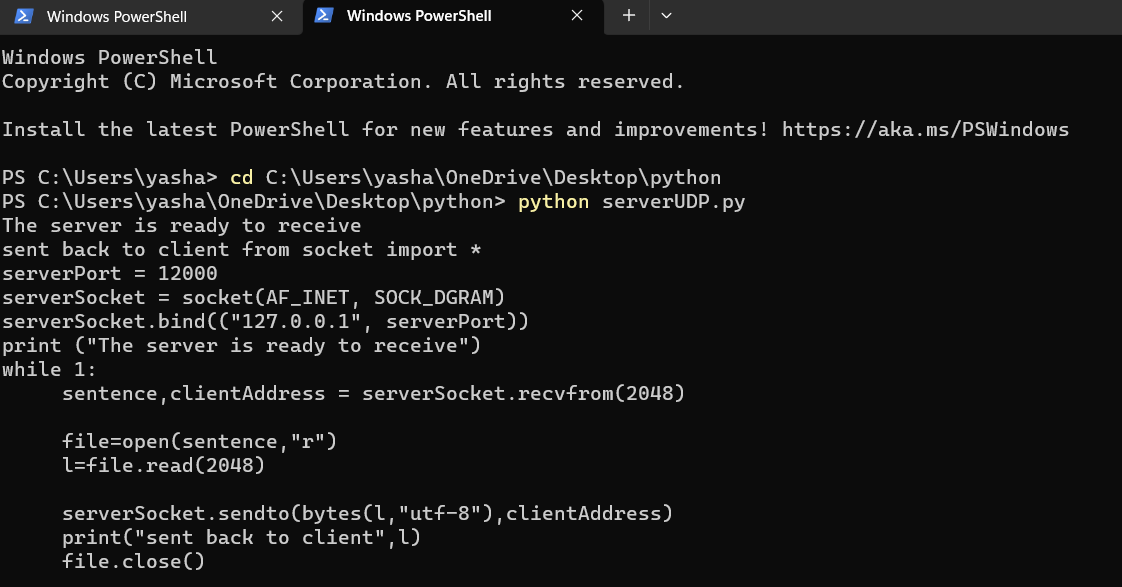 Windows PowerShell
Windows PowerShell
Windows PowerShell
Copyright (C) Microsoft Corporation. All rights reserved.
Install the latest PowerShell for new features and improvements! https://aka.ms/PSWindows
PS C:\Users\yasha> cd C:\Users\yasha\OneDrive\Desktop\python
PS C:\Users\yasha\OneDrive\Desktop\python> python serverUDP.py
The server is ready to receive
sent back to client from socket import *
serverPort = 12000
serverSocket = socket(AF_INET, SOCK_DGRAM)
serverSocket.bind(("127.0.0.1", serverPort))
print ("The server is ready to receive")
while 1:
     sentence,clientAddress = serverSocket.recvfrom(2048)
     file=open(sentence,"r")
     l=file.read(2048)
     serverSocket.sendto(bytes(l,"utf-8"),clientAddress)
     print("sent back to client",l)
     file.close()